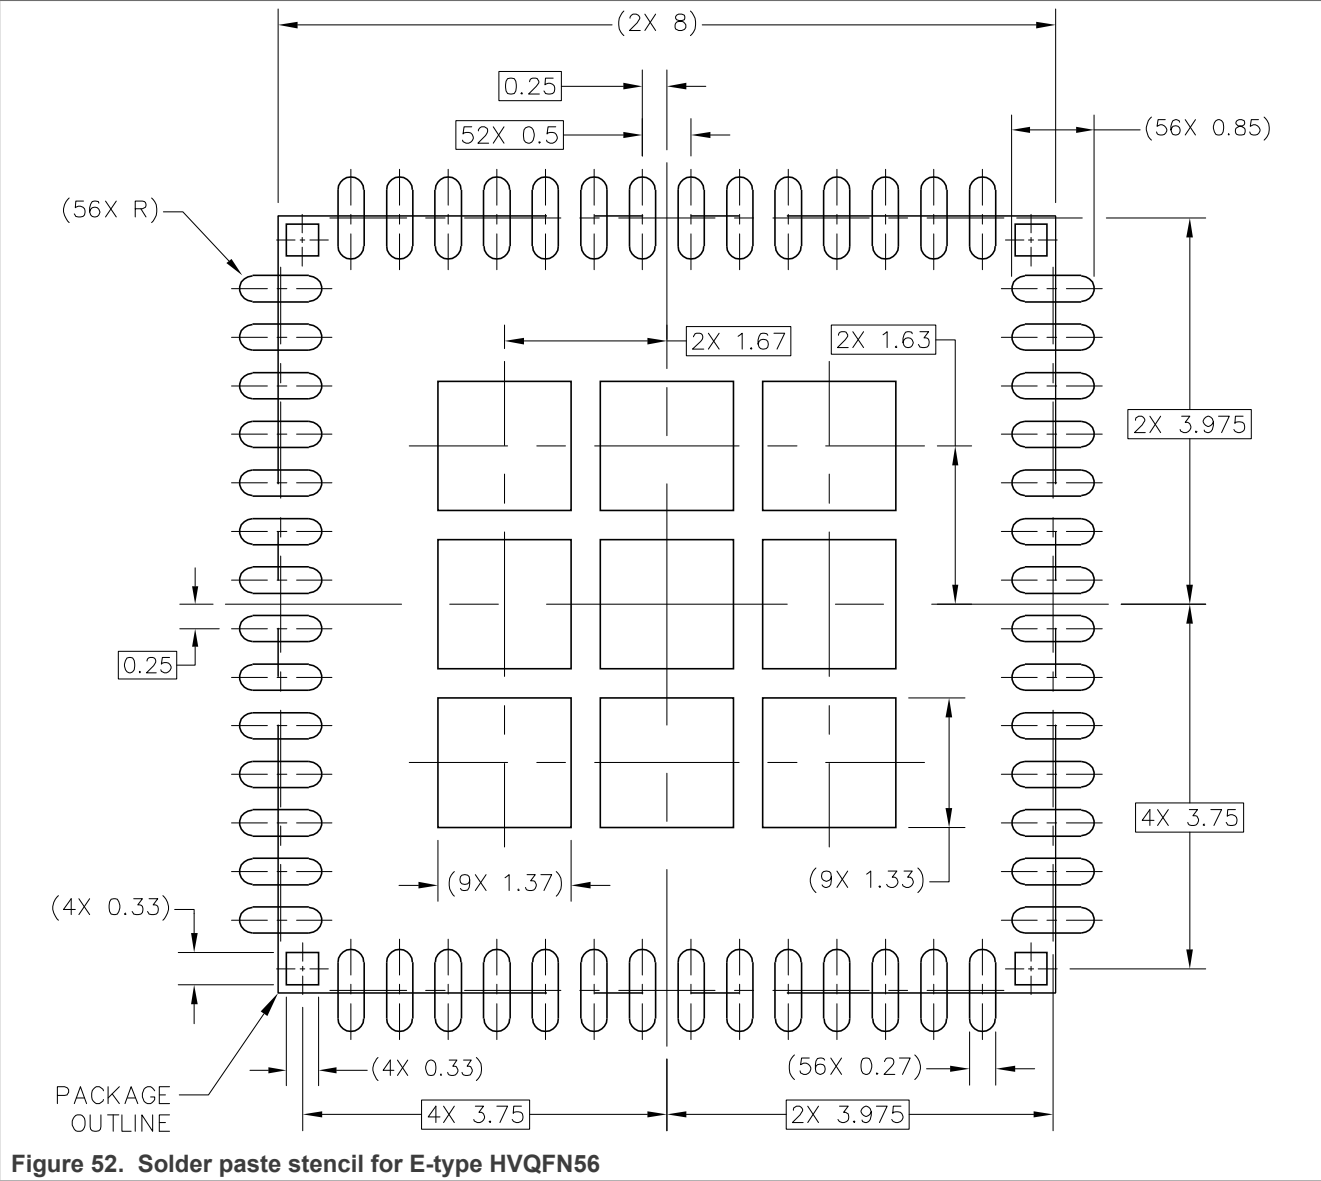 (2X 8)
0.25
52X 0.5
(56X 0.85)
(56X R)
2X 1.67
2X 1.63
2X 3.975
0.25
4X 3.75
(9X 1.37)
(9X 1.33)
(4X 0.33)
(4X 0.33)
(56X 0.27)
PACKAGE
OUTLINE
4X 3.75
2X 3.975
Figure 52. Solder paste stencil for E-type HVQFN56